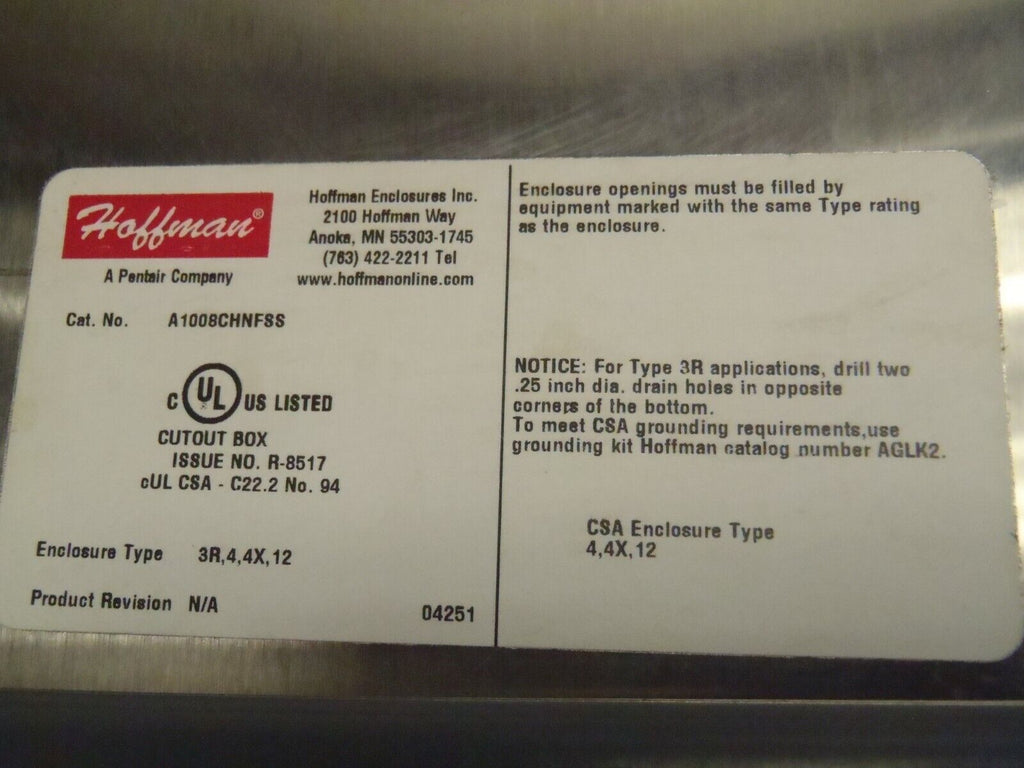 Hoffman®
A Pentair Company
Hoffman Enclosures Inc.
2100 Hoffman Way
Anoka, MN 55303-1745
(763) 422-2211 Tel
www.hoffmanonline.com
Cat. No. A1008CHNFSS
C UL US LISTED
CUTOUT BOX
ISSUE NO. R-8517
cUL CSA - C22.2 No. 94
Enclosure Type 3R,4,4X,12
Product Revision N/A
04251
Enclosure openings must be filled by
equipment marked with the same Type rating
as the enclosure.
NOTICE: For Type 3R applications, drill two
.25 inch dia. drain holes in opposite
corners of the bottom.
To meet CSA grounding requirements,use
grounding kit Hoffman catalog number AGLK2.
CSA Enclosure Type
4,4X,12